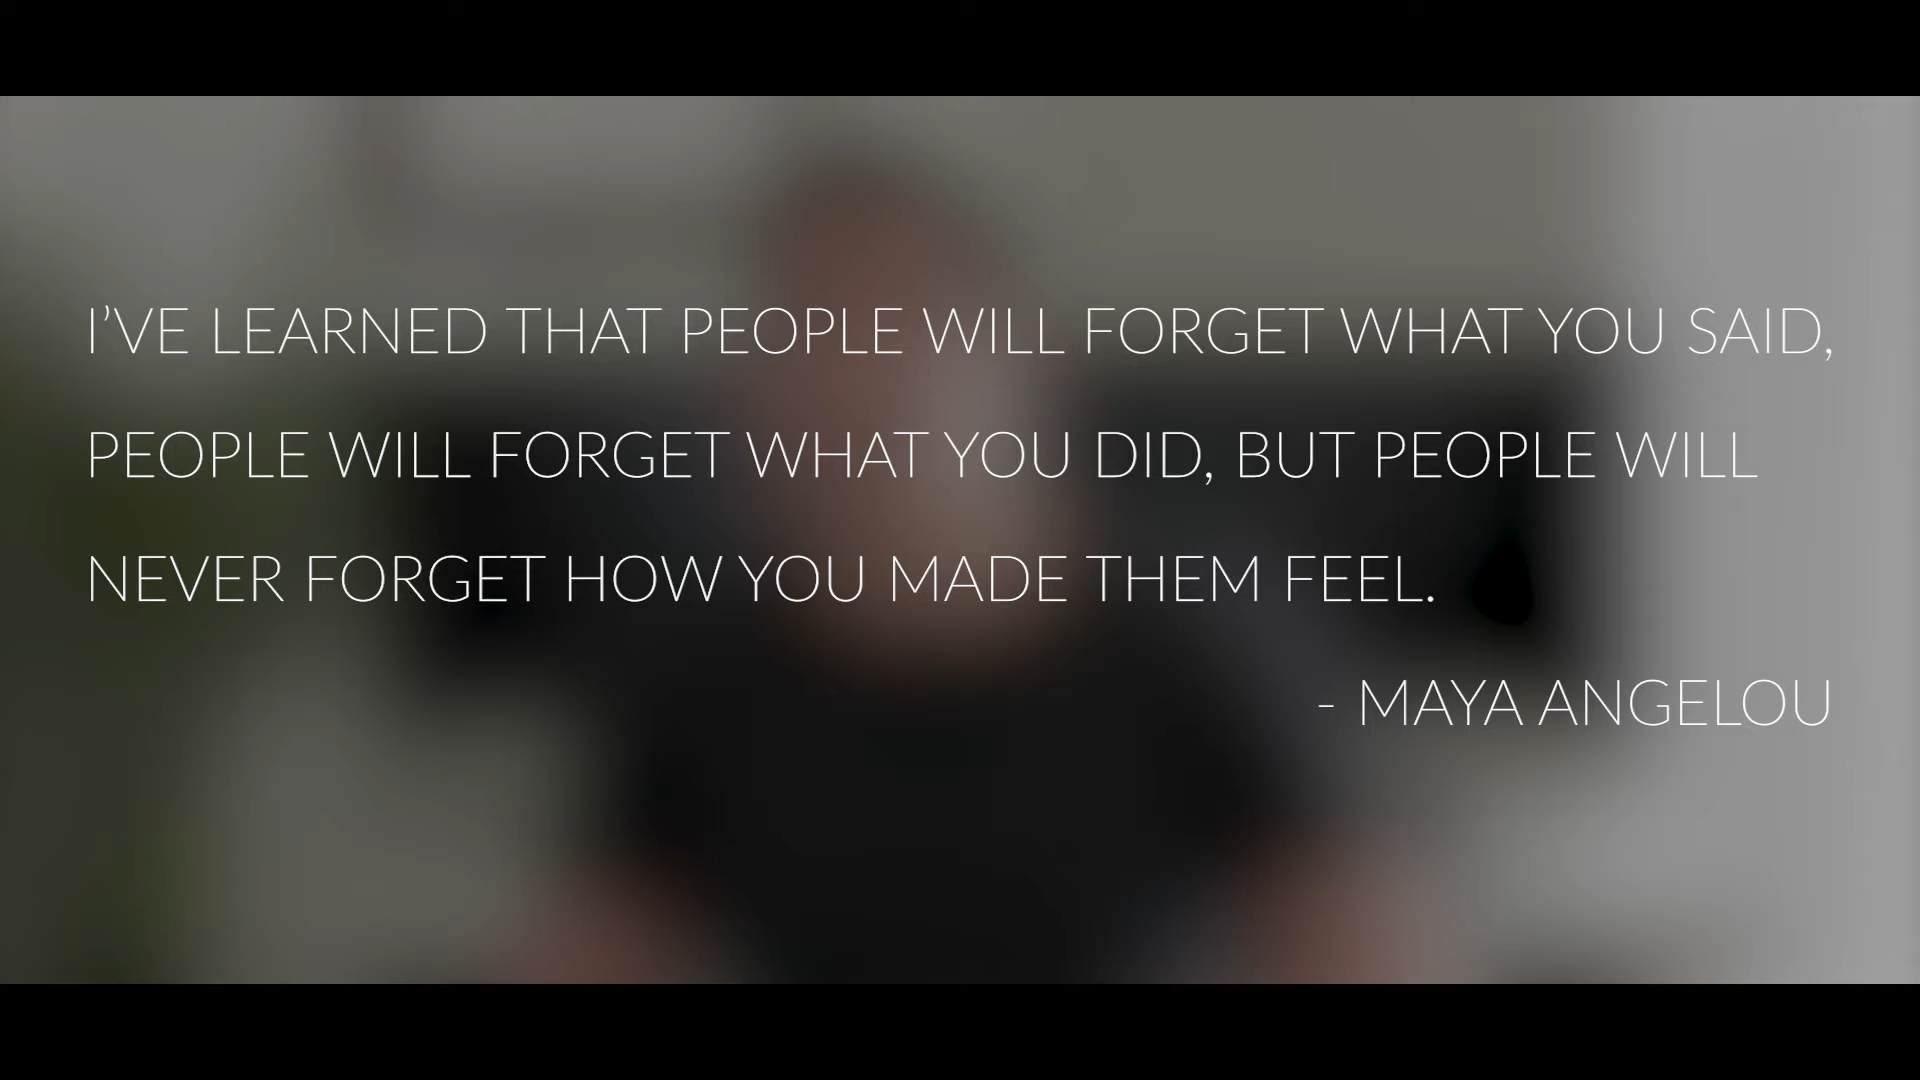 I'VE LEARNED THAT PEOPLE WILL FORGET WHAT YOU SAID,
PEOPLE WILL FORGET WHAT YOU DID, BUT PEOPLE WILL
NEVER FORGET HOW YOU MADE THEM FEEL.
- MAYA ANGELOU